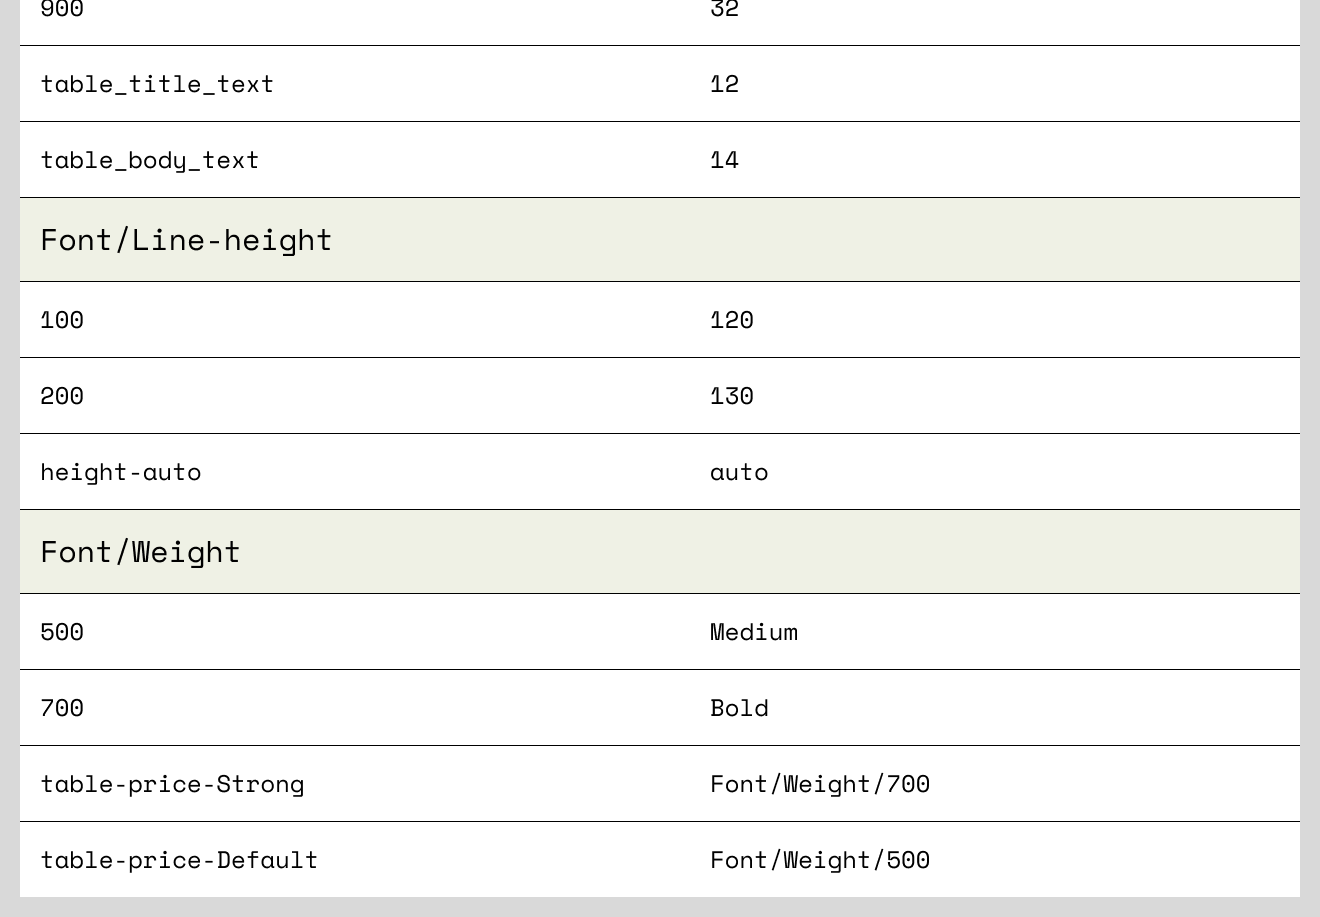 900 32
table_title_text 12
table_body_text 14
Font/Line-height
100 120
200 130
height-auto auto
Font/Weight
500 Medium
700 Bold
table-price-Strong Font/Weight/700
table-price-Default Font/Weight/500